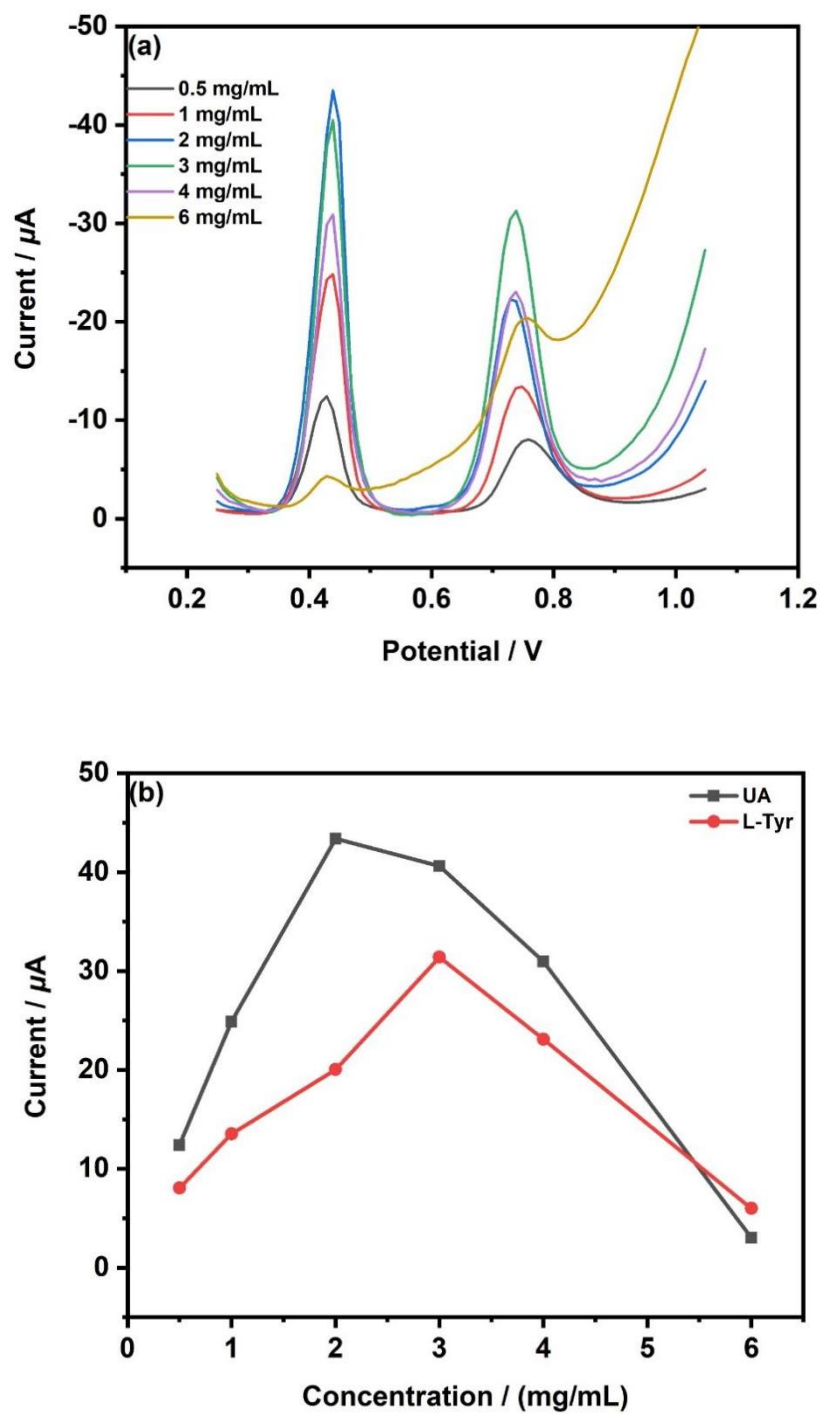 (a)
0.5 mg/mL
1 mg/mL
2 mg/mL
3 mg/mL
4 mg/mL
6 mg/mL
-50
-40
-30
-20
-10
0
Current / µA
0.2 0.4 0.6 0.8 1.0 1.2
Potential / V
(b)
UA
L-Tyr
50
40
30
20
10
0
Current / µA
0 1 2 3 4 5 6
Concentration / (mg/mL)